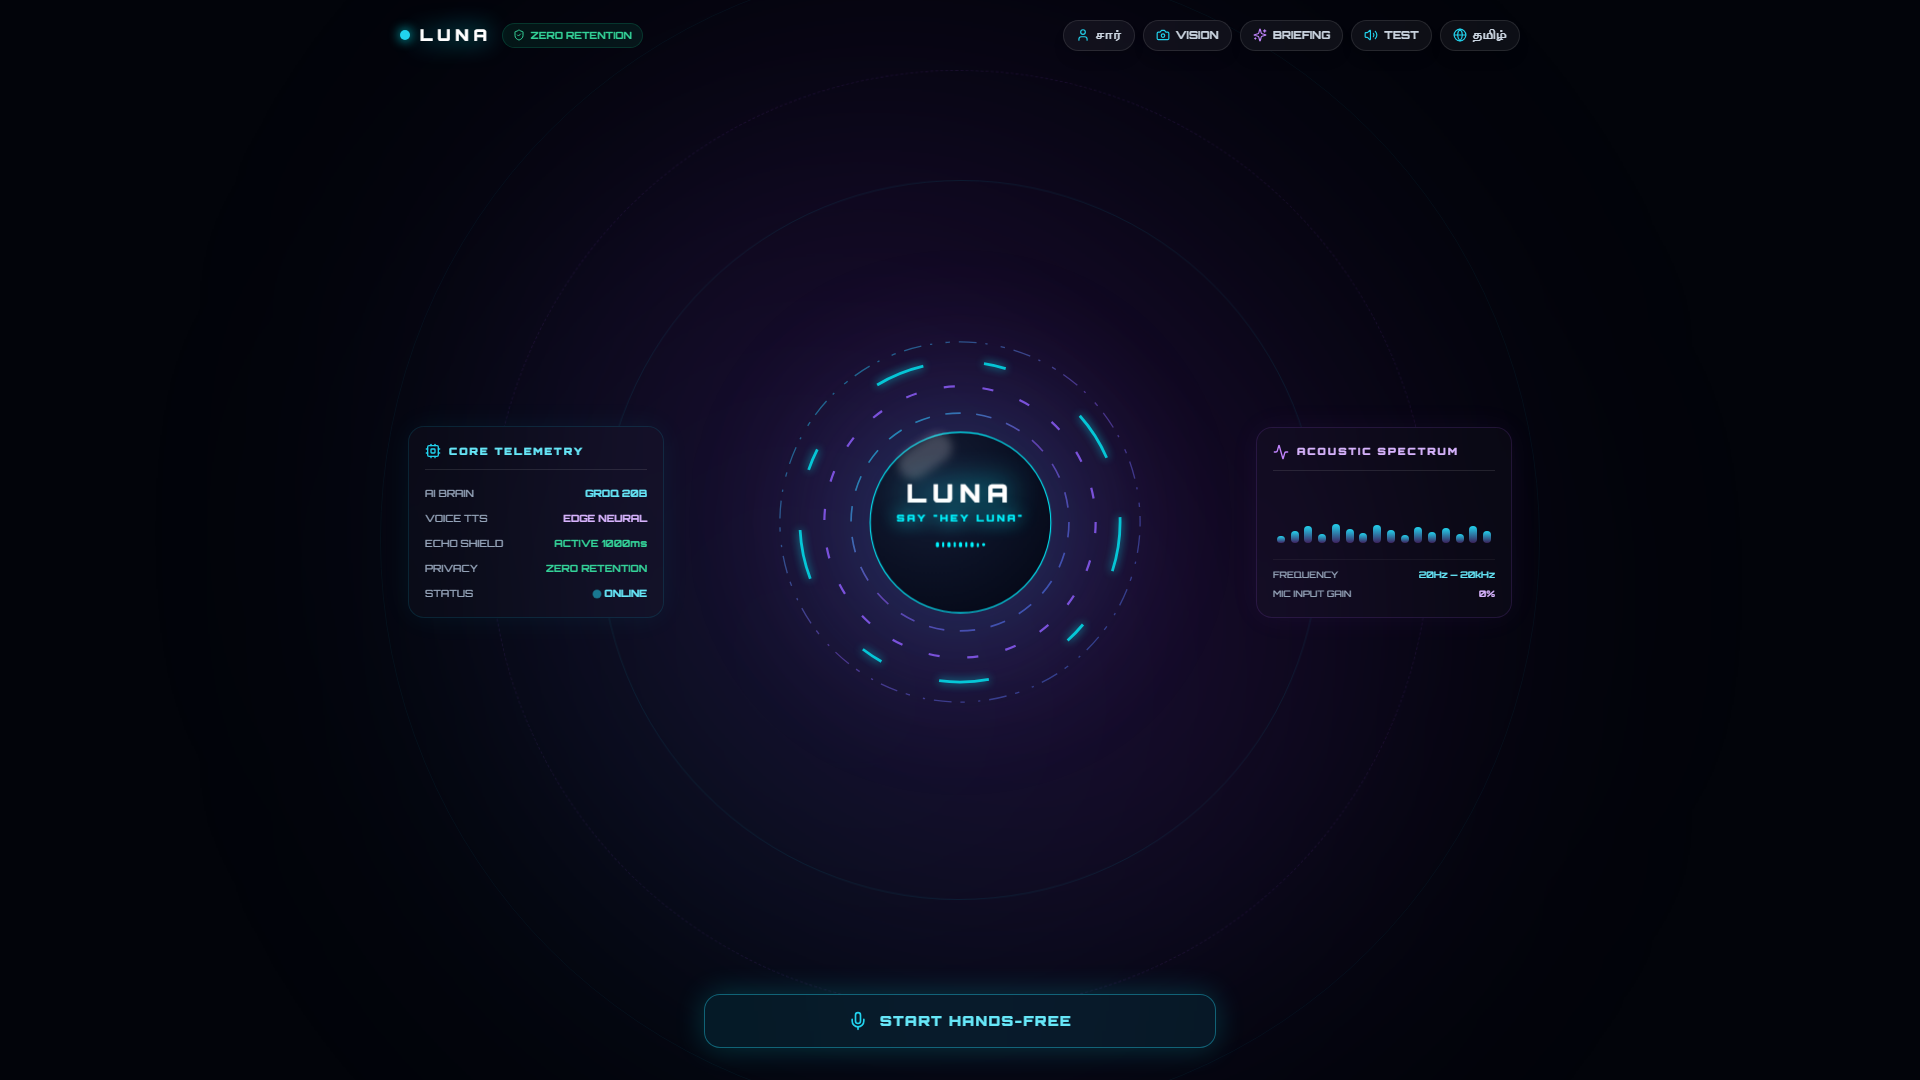 LUNA
ZERO RETENTION
சார்
VISION
BRIEFING
TEST
தமிழ்
CORE TELEMETRY
AI BRAIN GROQ 20B
VOICE TTS EDGE NEURAL
ECHO SHIELD ACTIVE 1000ms
PRIVACY ZERO RETENTION
STATUS ONLINE
LUNA
SAY "HEY LUNA"
ACOUSTIC SPECTRUM
FREQUENCY 20Hz – 20kHz
MIC INPUT GAIN 0%
START HANDS-FREE